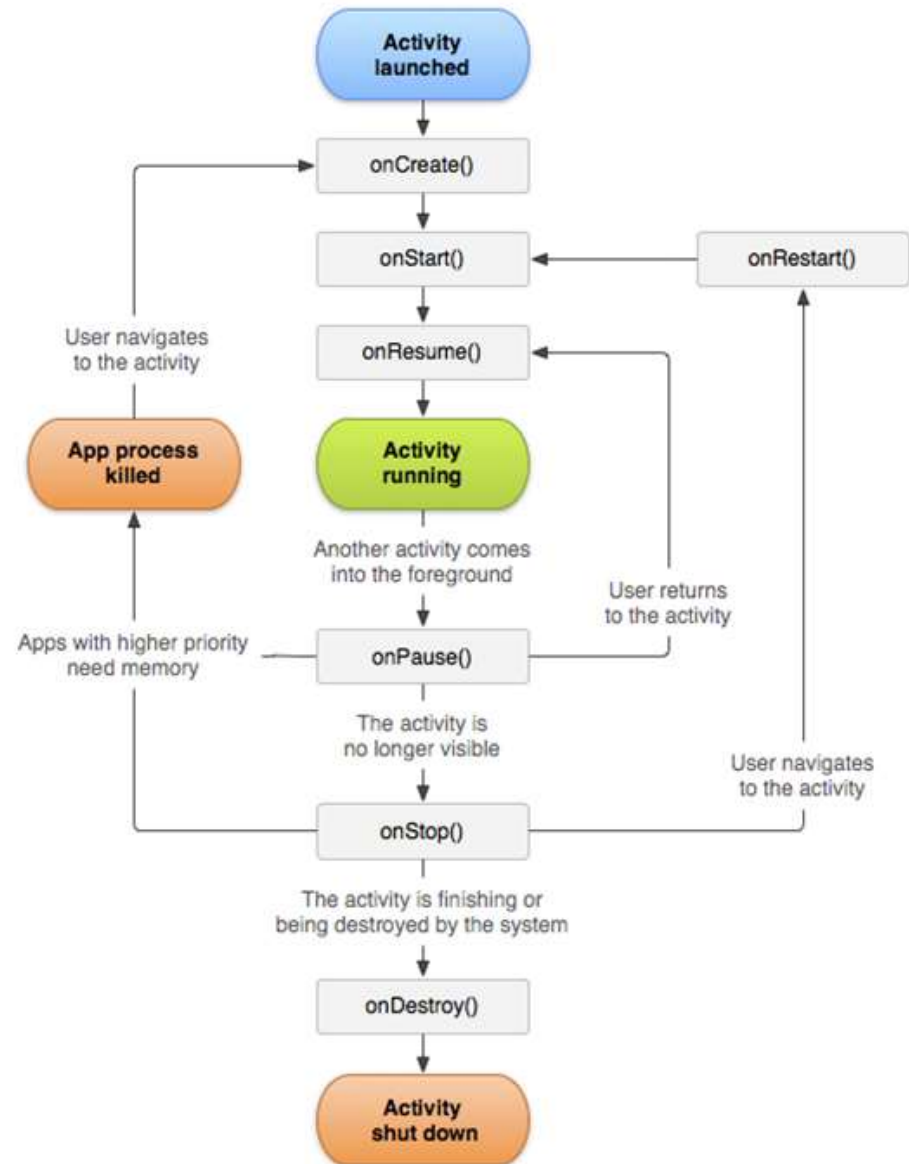 Activity
launched
onCreate()
onStart()
onRestart()
User navigates
to the activity
onResume()
App process
killed
Activity
running
Another activity comes
into the foreground
User returns
to the activity
Apps with higher priority
need memory
onPause()
The activity is
no longer visible
User navigates
to the activity
onStop()
The activity is finishing or
being destroyed by the system
onDestroy()
Activity
shut down